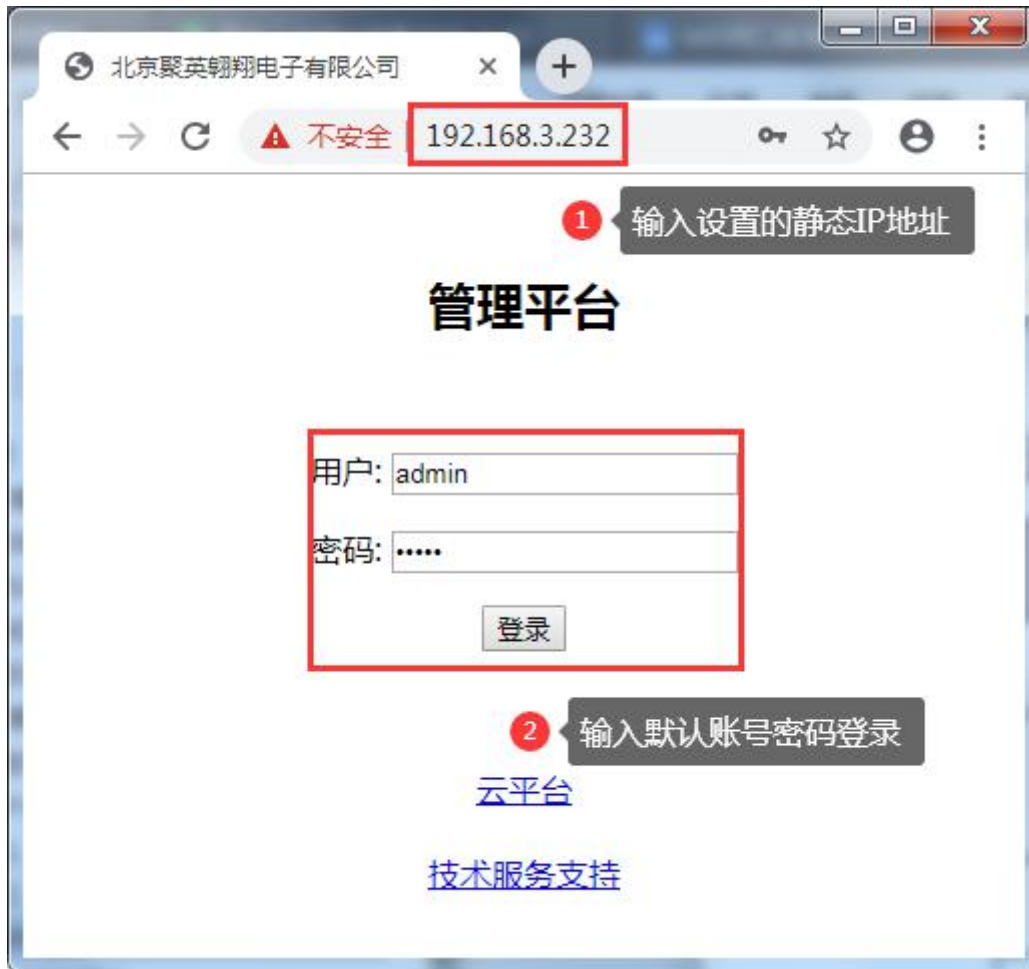 北京聚英翱翔电子有限公司
不安全 192.168.3.232
1 输入设置的静态IP地址
管理平台
用户: admin
密码: •••••
登录
2 输入默认账号密码登录
云平台
技术服务支持